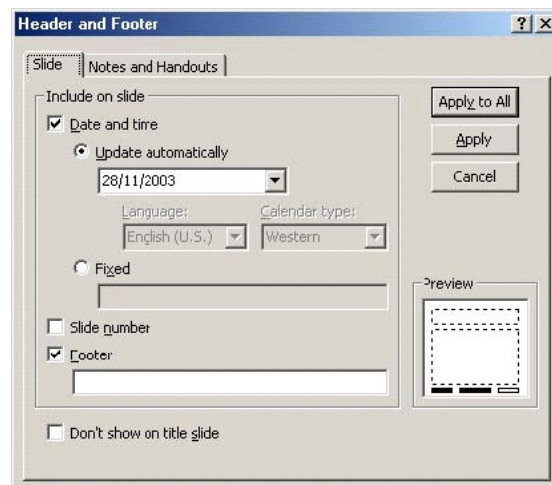 Header and Footer
Slide
Notes and Handouts
Include on slide
Date and tirre
Update automatically
28/11/2003
Language:
Calendar type:
English (U.S.)
Western
Fixed
Slide number
Footer
Don't show on title slide
Apply to All
Apply
Cancel
Preview